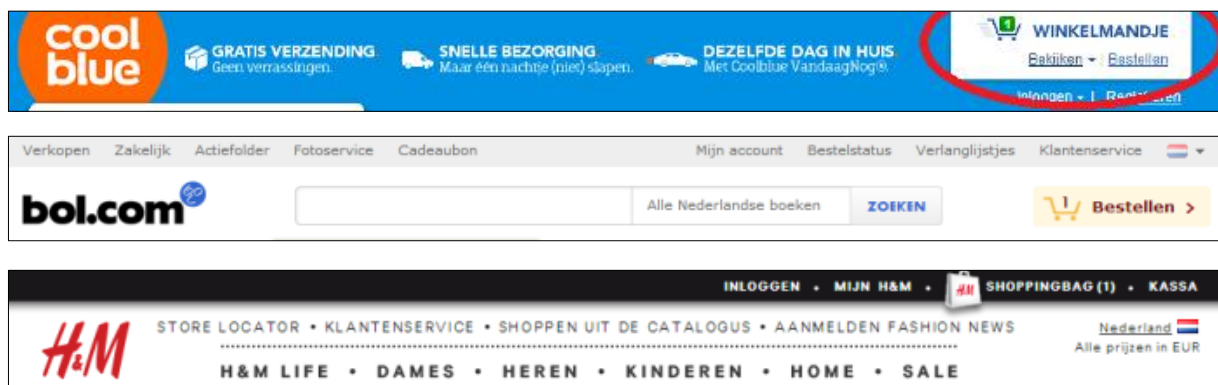 cool
blue
GRATIS VERZENDING
Geen verrassingen.
SNELLE BEZORGING
Maar één nachtje (niet) slapen.
DEZELFDE DAG IN HUIS
Met Coolblue VandaagNog®.
1
WINKELMANDJE
Bekijken | Bestellen
Inloggen | Registreren
Verkopen Zakelijk Actiefolder Fotoservice Cadeaubon Mijn account Bestelstatus Verlanglijstjes Klantenservice
bol.com
Alle Nederlandse boeken ZOEKEN
1 Bestellen >
INLOGGEN • MIJN H&M • H&M SHOPPINGBAG (1) • KASSA
H&M
STORE LOCATOR • KLANTENSERVICE • SHOPPEN UIT DE CATALOGUS • AANMELDEN FASHION NEWS
Nederland
Alle prijzen in EUR
H&M LIFE • DAMES • HEREN • KINDEREN • HOME • SALE